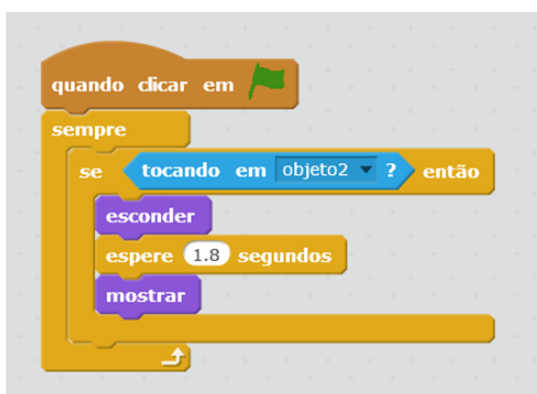 quando clicar em
sempre
se tocando em objeto2 ? então
esconder
espere 1.8 segundos
mostrar